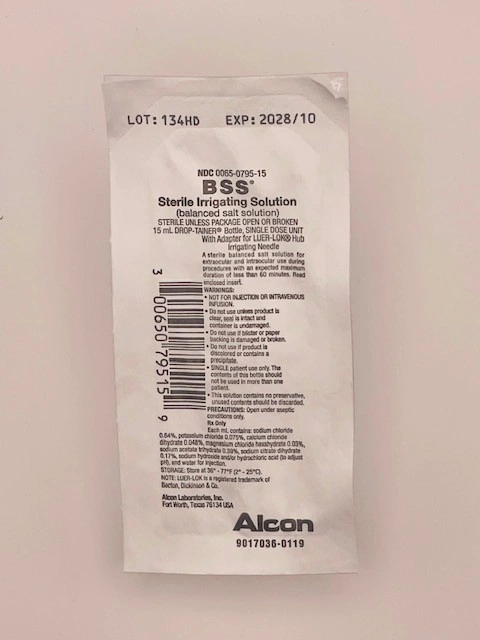 LOT: 134HD EXP: 2028/10
NDC 0065-0795-15
BSS®
Sterile Irrigating Solution
(balanced salt solution)
STERILE UNLESS PACKAGE OPEN OR BROKEN
15 mL DROP-TAINER® Bottle, SINGLE DOSE UNIT
With Adapter for LUER-LOK® Hub
Irrigating Needle
A sterile balanced salt solution for
extraocular and intraocular use during
procedures with an expected maximum
duration of less than 60 minutes. Read
enclosed insert.
WARNINGS:
• NOT FOR INJECTION OR INTRAVENOUS
INFUSION.
• Do not use unless product is
clear, seal is intact and
container is undamaged.
• Do not use if blister or paper
backing is damaged or broken.
• Do not use if product is
discolored or contains a
precipitate.
• SINGLE patient use only. The
contents of this bottle should
not be used in more than one
patient.
• This solution contains no preservative,
unused contents should be discarded.
PRECAUTIONS: Open under aseptic
conditions only.
Rx Only
Each mL contains: sodium chloride
0.64%, potassium chloride 0.075%, calcium chloride
dihydrate 0.048%, magnesium chloride hexahydrate 0.03%,
sodium acetate trihydrate 0.39%, sodium citrate dihydrate
0.17%, sodium hydroxide and/or hydrochloric acid (to adjust
pH), and water for injection.
STORAGE: Store at 36° - 77°F (2° - 25°C).
NOTE: LUER-LOK is a registered trademark of
Becton, Dickinson & Co.
Alcon Laboratories, Inc.
Fort Worth, Texas 76134 USA
3 00650 79515 9
Alcon
9017036-0119